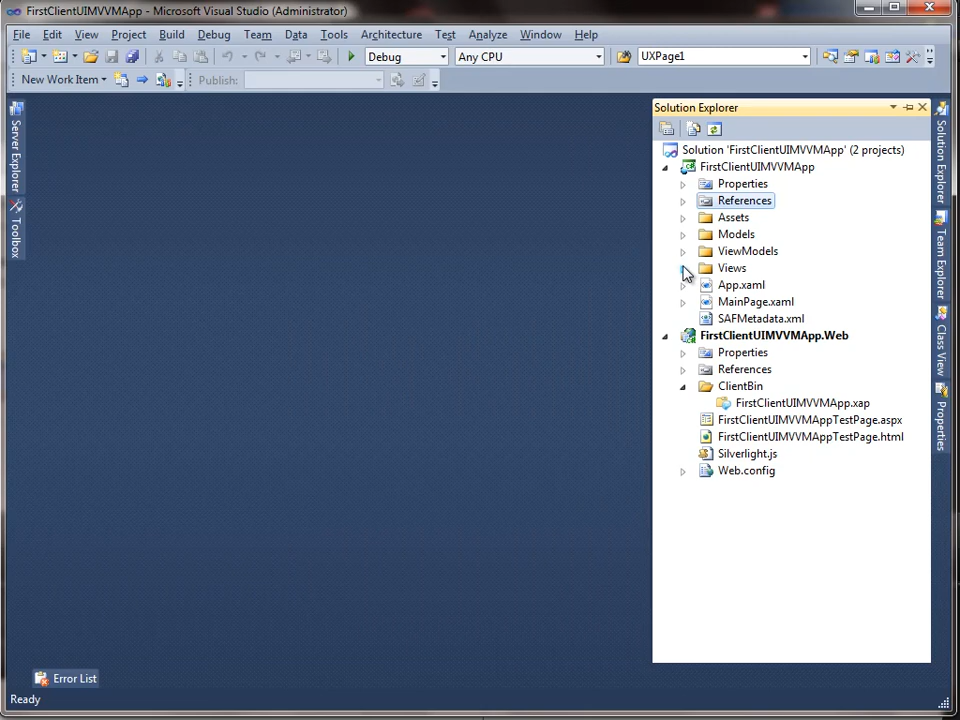 FirstClientUIMVVMApp - Microsoft Visual Studio (Administrator)
File Edit View Project Build Debug Team Data Tools Architecture Test Analyze Window Help
Debug Any CPU UXPage1
New Work Item Publish:
Server Explorer
Toolbox
Solution Explorer
Solution 'FirstClientUIMVVMApp' (2 projects)
FirstClientUIMVVMApp
Properties
References
Assets
Models
ViewModels
Views
App.xaml
MainPage.xaml
SAFMetadata.xml
FirstClientUIMVVMApp.Web
Properties
References
ClientBin
FirstClientUIMVVMApp.xap
FirstClientUIMVVMAppTestPage.aspx
FirstClientUIMVVMAppTestPage.html
Silverlight.js
Web.config
Solution Explorer
Team Explorer
Class View
Properties
Error List
Ready